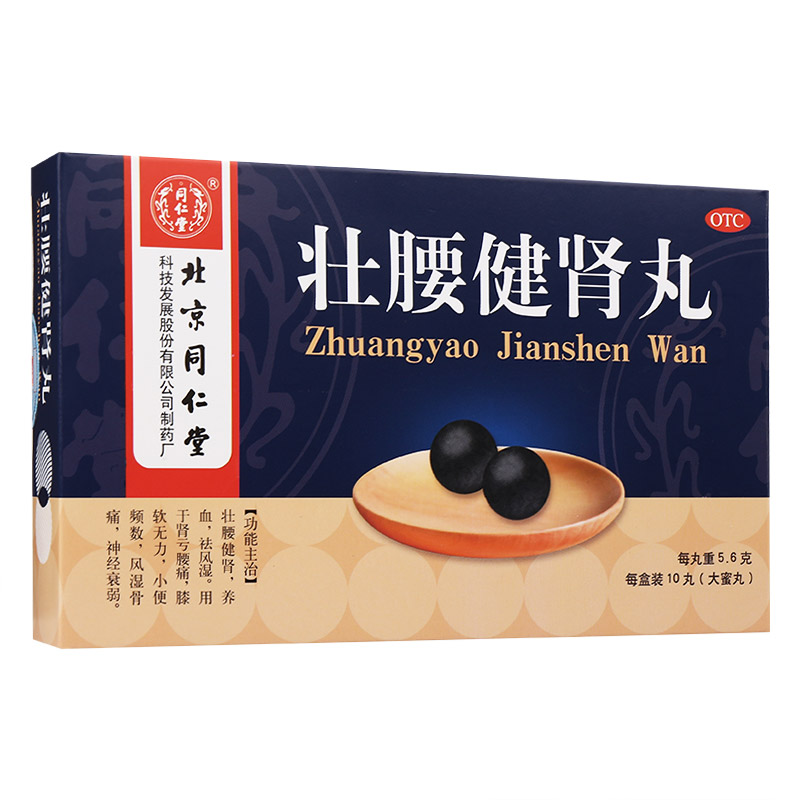 同仁堂
®
北京同仁堂
科技发展股份有限公司制药厂
OTC
壮腰健肾丸
Zhuangyao Jianshen Wan
【功能主治】
壮腰健肾，养
血，祛风湿。用
于肾亏腰痛，膝
软无力，小便
频数，风湿骨
痛，神经衰弱。
每丸重5.6克
每盒装10丸（大蜜丸）
壮腰健肾丸